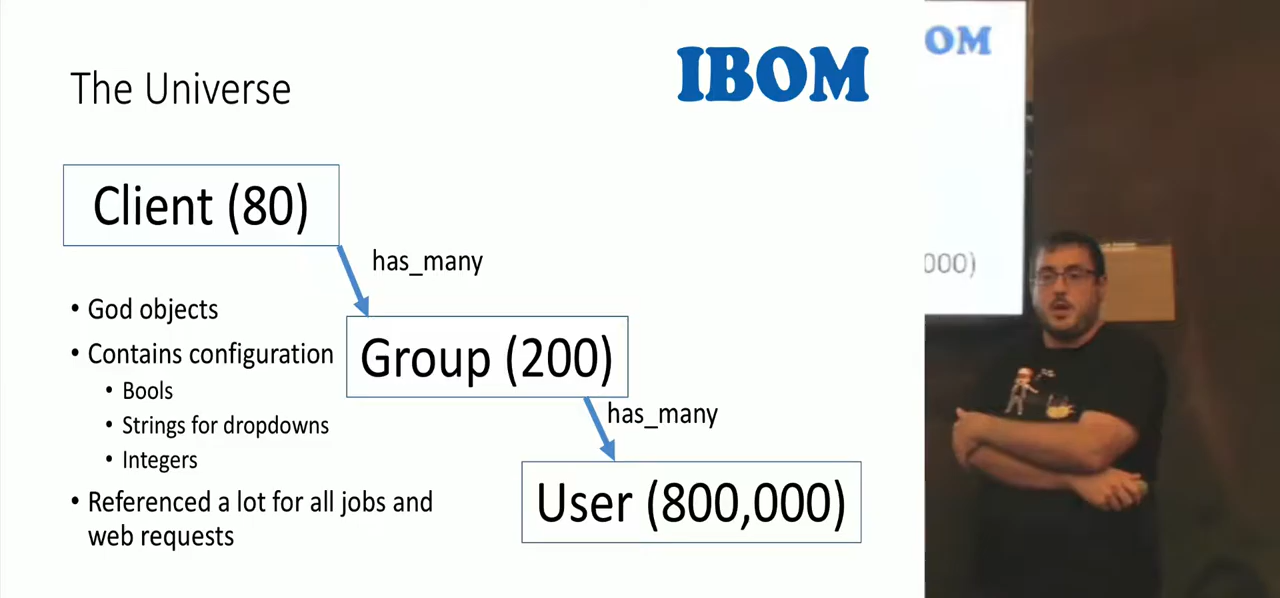 The Universe
IBOM
Client (80)
has_many
• God objects
• Contains configuration
• Bools
• Strings for dropdowns
• Integers
• Referenced a lot for all jobs and
web requests
Group (200)
has_many
User (800,000)
OM
000)